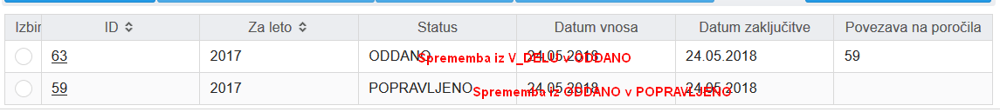 Izbir ID Za leto Status Datum vnosa Datum zaključitve Povezava na poročila
63 2017 ODDANO 24.05.2018 24.05.2018 59
Sprememba iz V_DELU v ODDANO
59 2017 POPRAVLJENO 24.05.2018 24.05.2018
Sprememba iz ODDANO v POPRAVLJENO